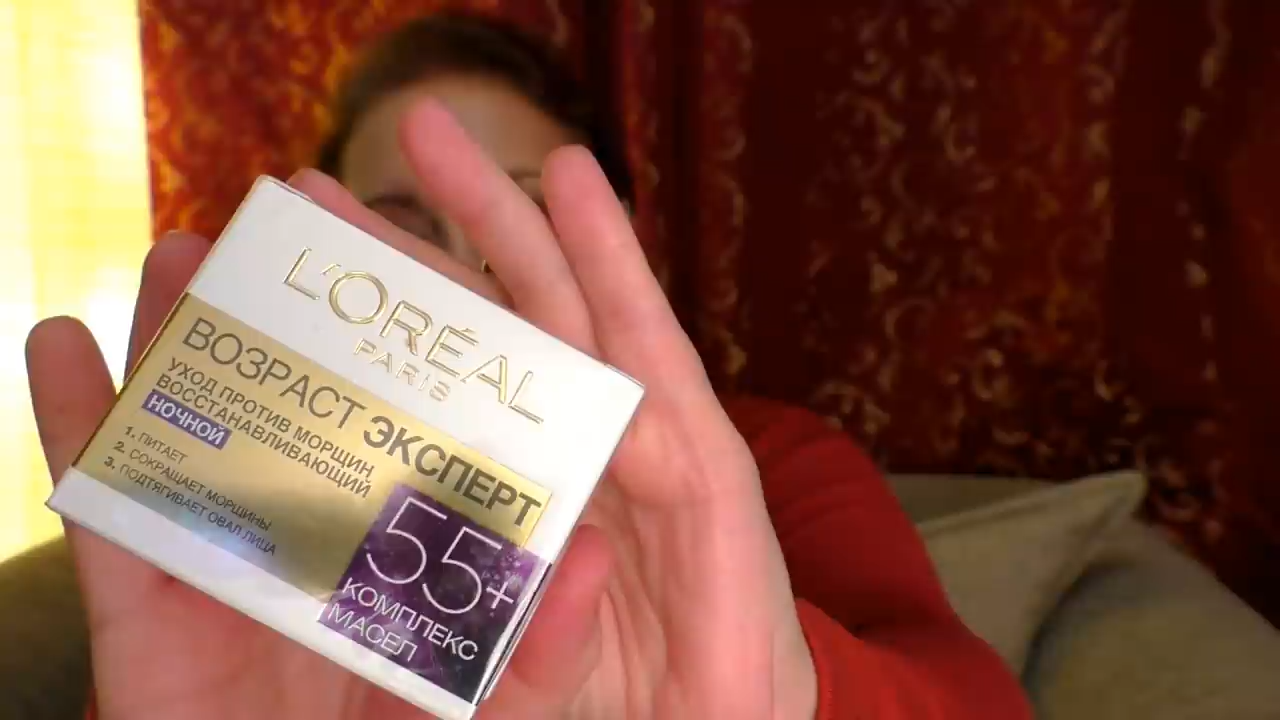 L'ORÉAL
PARIS
ВОЗРАСТ ЭКСПЕРТ
УХОД ПРОТИВ МОРЩИН
ВОССТАНАВЛИВАЮЩИЙ
НОЧНОЙ
1. ПИТАЕТ
2. СОКРАЩАЕТ МОРЩИНЫ
3. ПОДТЯГИВАЕТ ОВАЛ ЛИЦА
55+
КОМПЛЕКС
МАСЕЛ